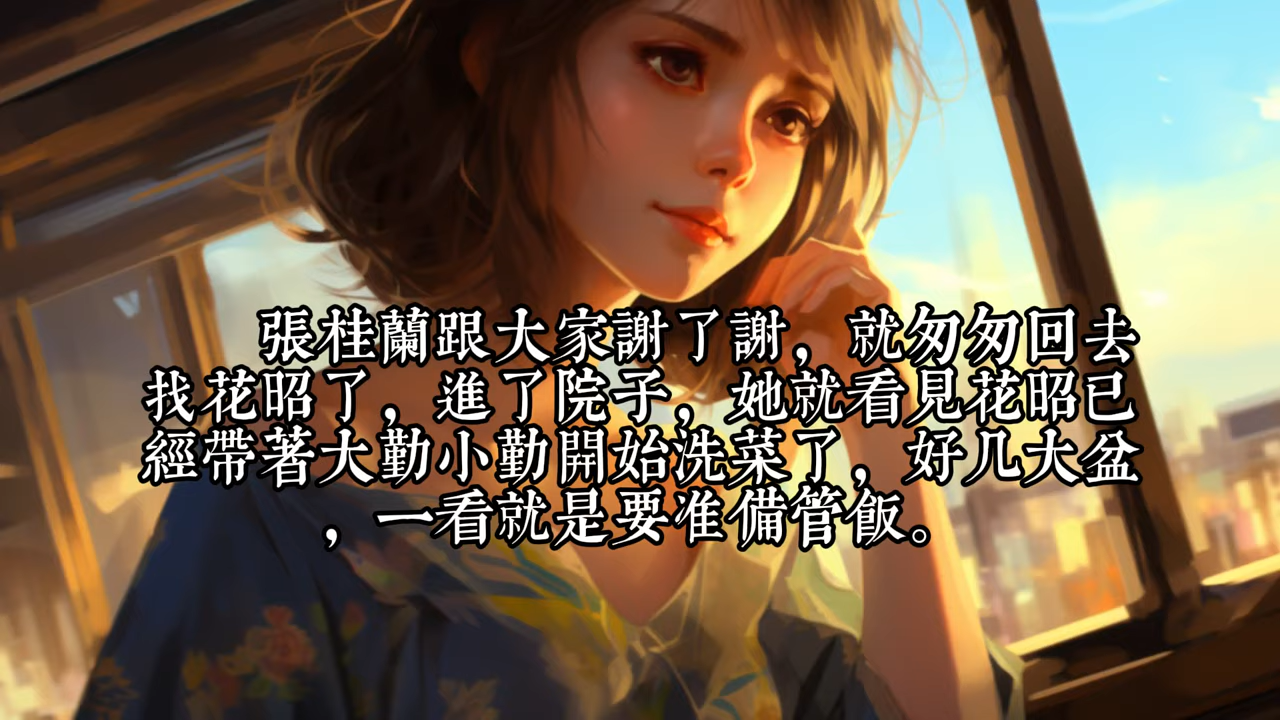 張桂蘭跟大家謝了謝，就匆匆回去
找花昭了，進了院子，她就看見花昭已
經帶著大勤小勤開始洗菜了，好几大盆
，一看就是要准備管飯。